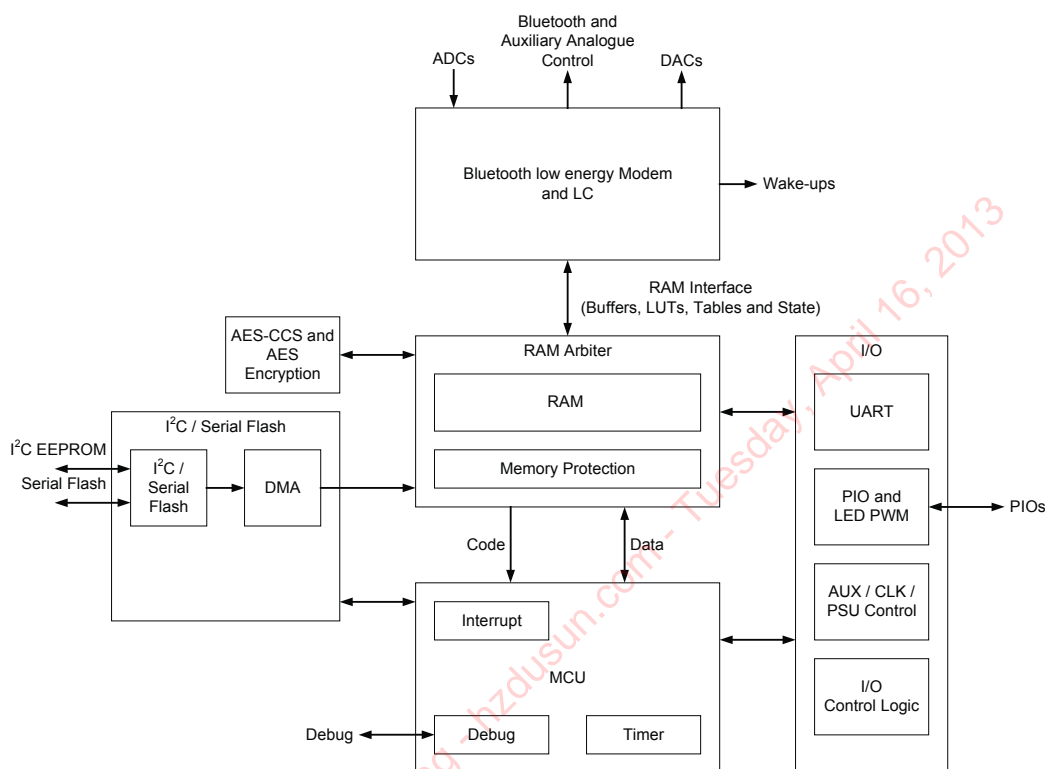 Bluetooth and
Auxiliary Analogue
Control
ADCs
DACs
Bluetooth low energy Modem
and LC
Wake-ups
RAM Interface
(Buffers, LUTs, Tables and State)
AES-CCS and
AES
Encryption
RAM Arbiter
RAM
Memory Protection
I/O
UART
PIO and
LED PWM
PIOs
AUX / CLK /
PSU Control
I/O
Control Logic
I²C / Serial Flash
I²C EEPROM
Serial Flash
I²C /
Serial
Flash
DMA
Code
Data
Interrupt
MCU
Debug
Debug
Timer
- hzdusun.com - Tuesday, April 16, 2013